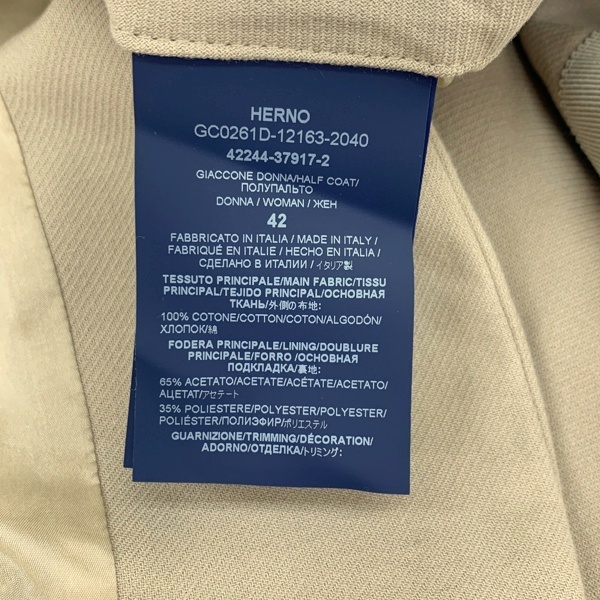 HERNO
GC0261D-12163-2040
42244-37917-2
GIACCONE DONNA/HALF COAT/
ПОЛУПАЛЬТО
DONNA / WOMAN / ЖЕН
42
FABBRICATO IN ITALIA / MADE IN ITALY /
FABRIQUÉ EN ITALIE / HECHO EN ITALIA /
СДЕЛАНО В ИТАЛИИ / イタリア製
TESSUTO PRINCIPALE/MAIN FABRIC/TISSU
PRINCIPAL/TEJIDO PRINCIPAL/ОСНОВНАЯ
ТКАНЬ/外側の布地:
100% COTONE/COTTON/COTON/ALGODÓN/
ХЛОПОК/綿
FODERA PRINCIPALE/LINING/DOUBLURE
PRINCIPALE/FORRO /ОСНОВНАЯ
ПОДКЛАДКА/裏地:
65% ACETATO/ACETATE/ACÉTATE/ACETATO/
АЦЕТАТ/アセテート
35% POLIESTERE/POLYESTER/POLYESTER/
POLIÉSTER/ПОЛИЭФИР/ポリエステル
GUARNIZIONE/TRIMMING/DÉCORATION/
ADORNO/ОТДЕЛКА/トリミング: